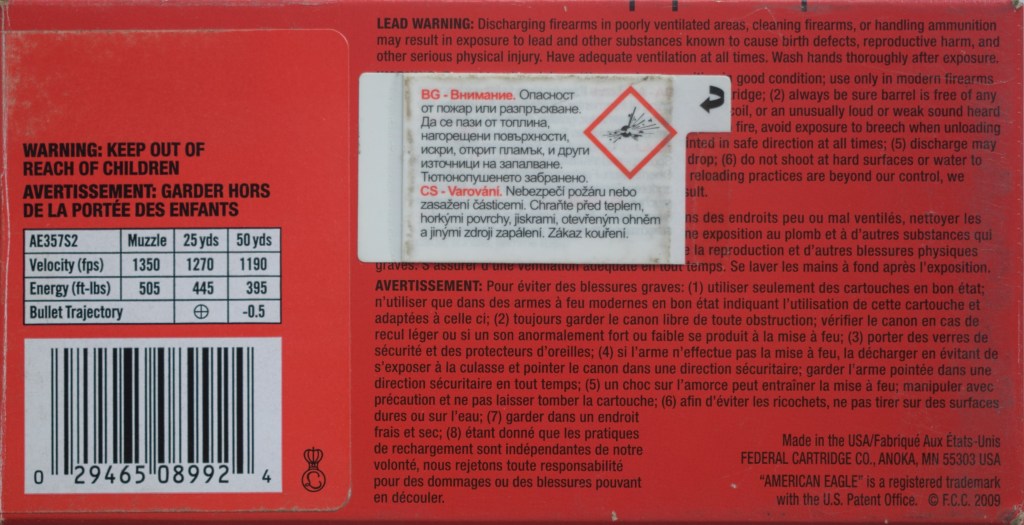 LEAD WARNING: Discharging firearms in poorly ventilated areas, cleaning firearms, or handling ammunition
may result in exposure to lead and other substances known to cause birth defects, reproductive harm, and
other serious physical injury. Have adequate ventilation at all times. Wash hands thoroughly after exposure.
good condition; use only in modern firearms
(2) always be sure barrel is free of any
or an unusually loud or weak sound heard
fire, avoid exposure to breech when unloading
in safe direction at all times; (5) discharge may
drop; (6) do not shoot at hard surfaces or water to
reloading practices are beyond our control, we
BG - Внимание. Опасност
от пожар или разпръскване.
Да се пази от топлина,
нагорещени повърхности,
искри, открит пламък, и други
източници на запалване.
Тютюнопушенето забранено.
CS - Varování. Nebezpečí požáru nebo
zasažení částicemi. Chraňte před teplem,
horkými povrchy, jiskrami, otevřeným ohněm
a jinými zdroji zapálení. Zákaz kouření.
des endroits peu ou mal ventilés, nettoyer les
exposition au plomb et à d'autres substances qui
la reproduction et d'autres blessures physiques
graves. S'assurer d'une ventilation adéquate en tout temps. Se laver les mains à fond après l'exposition.
AVERTISSEMENT: Pour éviter des blessures graves: (1) utiliser seulement des cartouches en bon état;
n'utiliser que dans des armes à feu modernes en bon état indiquant l'utilisation de cette cartouche et
adaptées à celle ci; (2) toujours garder le canon libre de toute obstruction; vérifier le canon en cas de
recul léger ou si un son anormalement fort ou faible se produit à la mise à feu; (3) porter des verres de
sécurité et des protecteurs d'oreilles; (4) si l'arme n'effectue pas la mise à feu, la décharger en évitant de
s'exposer à la culasse et pointer le canon dans une direction sécuritaire; garder l'arme pointée dans une
direction sécuritaire en tout temps; (5) un choc sur l'amorce peut entraîner la mise à feu; manipuler avec
précaution et ne pas laisser tomber la cartouche; (6) afin d'éviter les ricochets, ne pas tirer sur des surfaces
dures ou sur l'eau; (7) garder dans un endroit
frais et sec; (8) étant donné que les pratiques
de rechargement sont indépendantes de notre
volonté, nous rejetons toute responsabilité
pour des dommages ou des blessures pouvant
en découler.
Made in the USA/Fabriqué Aux États-Unis
FEDERAL CARTRIDGE CO., ANOKA, MN 55303 USA
"AMERICAN EAGLE" is a registered trademark
with the U.S. Patent Office. © F.C.C. 2009
WARNING: KEEP OUT OF
REACH OF CHILDREN
AVERTISSEMENT: GARDER HORS
DE LA PORTÉE DES ENFANTS
AE357S2 Muzzle 25 yds 50 yds
Velocity (fps) 1350 1270 1190
Energy (ft-lbs) 505 445 395
Bullet Trajectory ⊕ -0.5
0 29465 08992 4
C